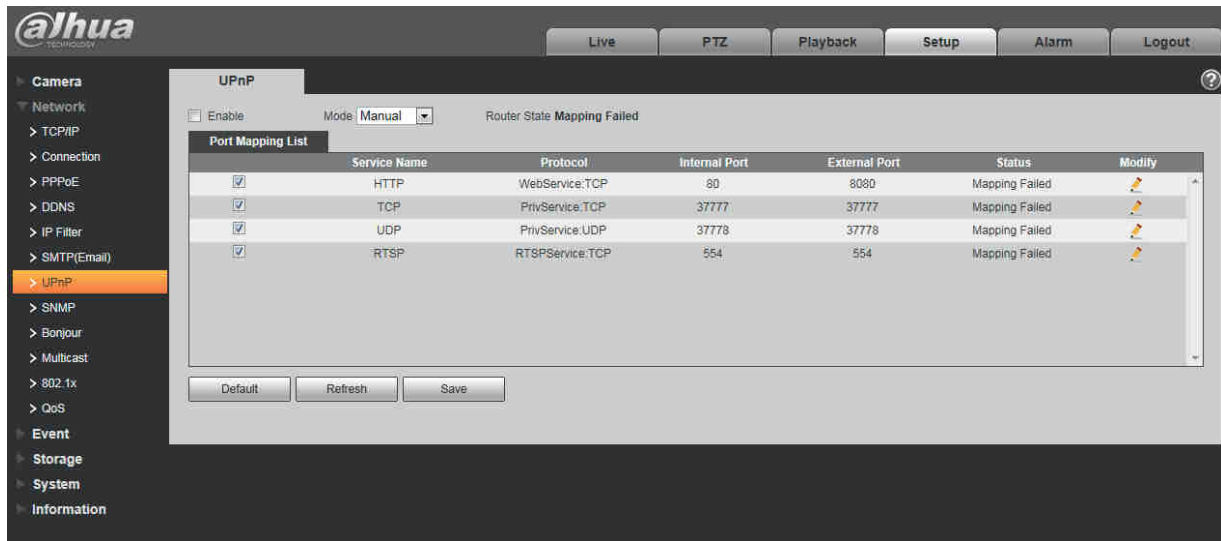 alhua
TECHNOLOGY
Live PTZ Playback Setup Alarm Logout
Camera
Network
> TCP/IP
> Connection
> PPPoE
> DDNS
> IP Filter
> SMTP(Email)
> UPnP
> SNMP
> Bonjour
> Multicast
> 802.1x
> QoS
Event
Storage
System
Information
UPnP
?
Enable Mode Manual Router State Mapping Failed
Port Mapping List
Service Name Protocol Internal Port External Port Status Modify
HTTP WebService:TCP 80 8080 Mapping Failed
TCP PrivService:TCP 37777 37777 Mapping Failed
UDP PrivService:UDP 37778 37778 Mapping Failed
RTSP RTSPService:TCP 554 554 Mapping Failed
Default Refresh Save